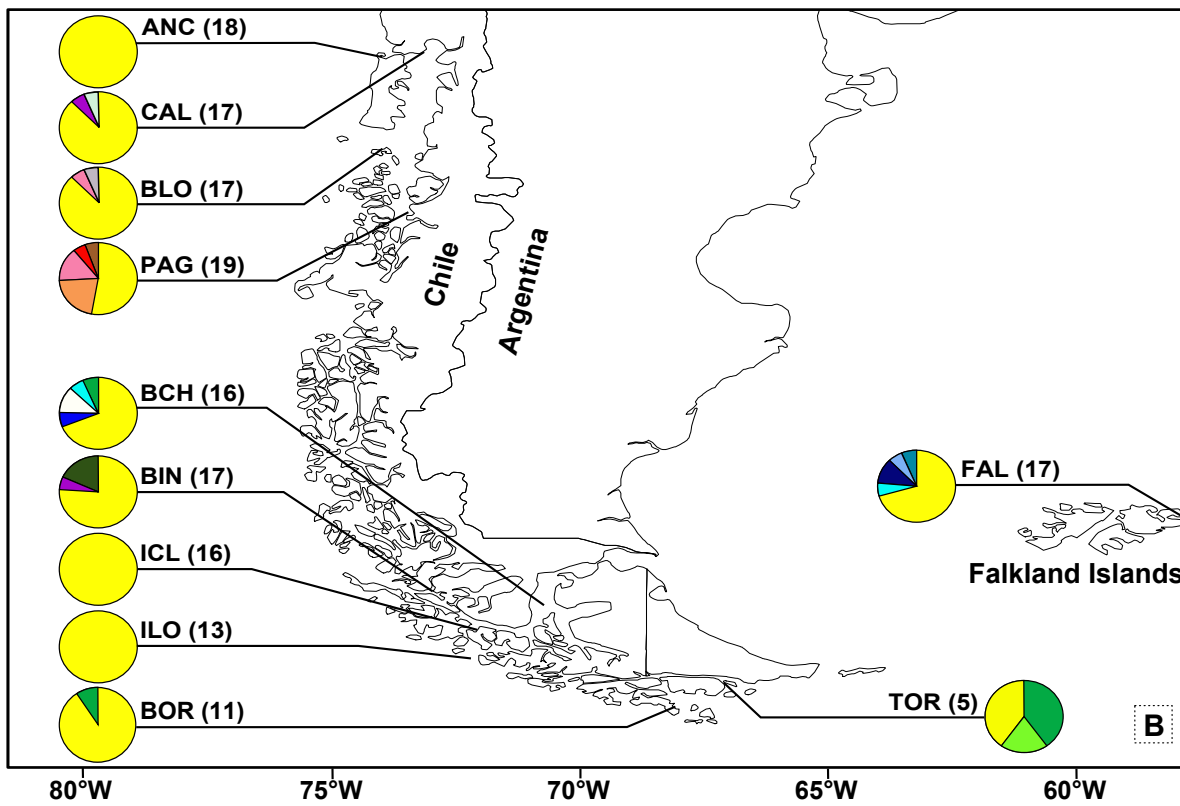 ANC (18)
CAL (17)
BLO (17)
PAG (19)
Chile
Argentina
BCH (16)
BIN (17)
FAL (17)
ICL (16)
Falkland Islands
ILO (13)
BOR (11)
TOR (5)
B
80°W
75°W
70°W
65°W
60°W